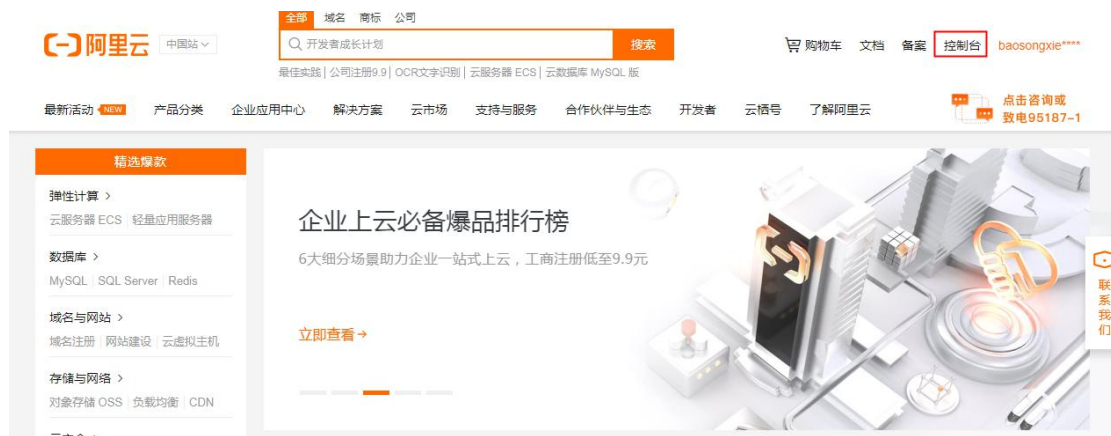 全部 域名 商标 公司
阿里云 中国站
开发者成长计划 搜索
购物车 文档 备案 控制台 baosongxie****
最佳实践 | 公司注册9.9 | OCR文字识别 | 云服务器 ECS | 云数据库 MySQL 版
最新活动 NEW 产品分类 企业应用中心 解决方案 云市场 支持与服务 合作伙伴与生态 开发者 云栖号 了解阿里云
点击咨询或
致电95187-1
精选爆款
弹性计算 >
云服务器 ECS | 轻量应用服务器
数据库 >
MySQL | SQL Server | Redis
域名与网站 >
域名注册 | 网站建设 | 云虚拟主机
存储与网络 >
对象存储 OSS | 负载均衡 | CDN
企业上云必备爆品排行榜
6大细分场景助力企业一站式上云，工商注册低至9.9元
立即查看→
联系我们